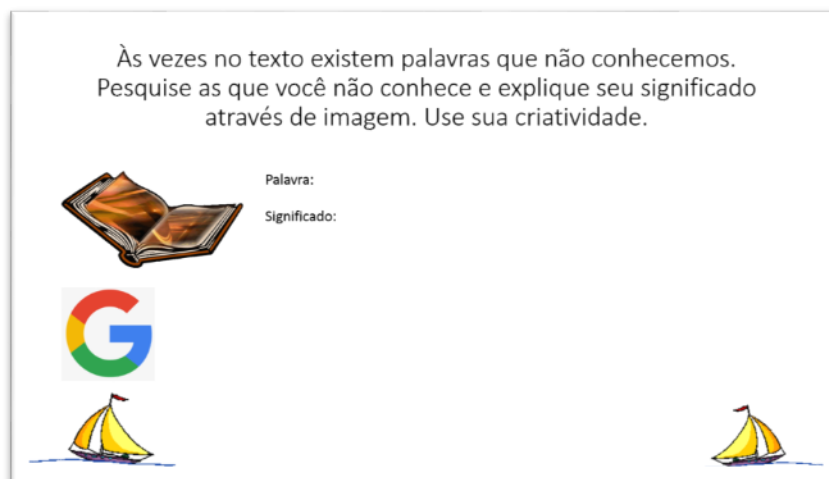 Às vezes no texto existem palavras que não conhecemos.
Pesquise as que você não conhece e explique seu significado
através de imagem. Use sua criatividade.
Palavra:
Significado:
G